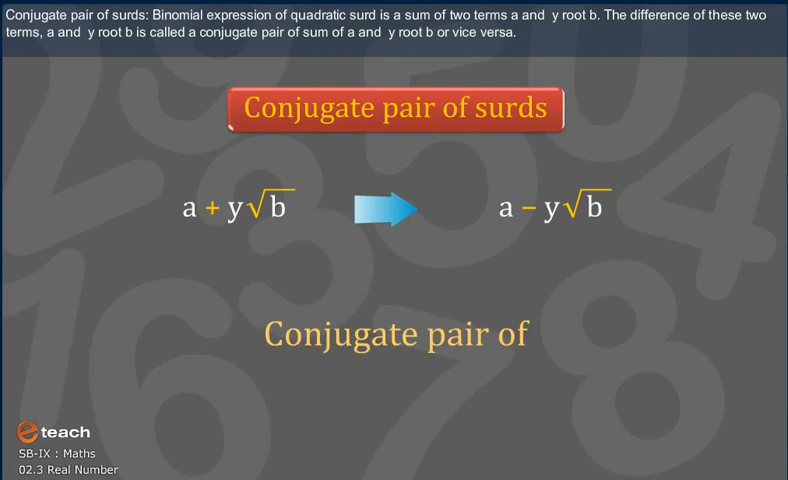 Conjugate pair of surds: Binomial expression of quadratic surd is a sum of two terms a and  y root b. The difference of these two
terms, a and  y root b is called a conjugate pair of sum of a and  y root b or vice versa.
Conjugate pair of surds
a + y√b a − y√b
Conjugate pair of
e teach
SB-IX : Maths
02.3 Real Number